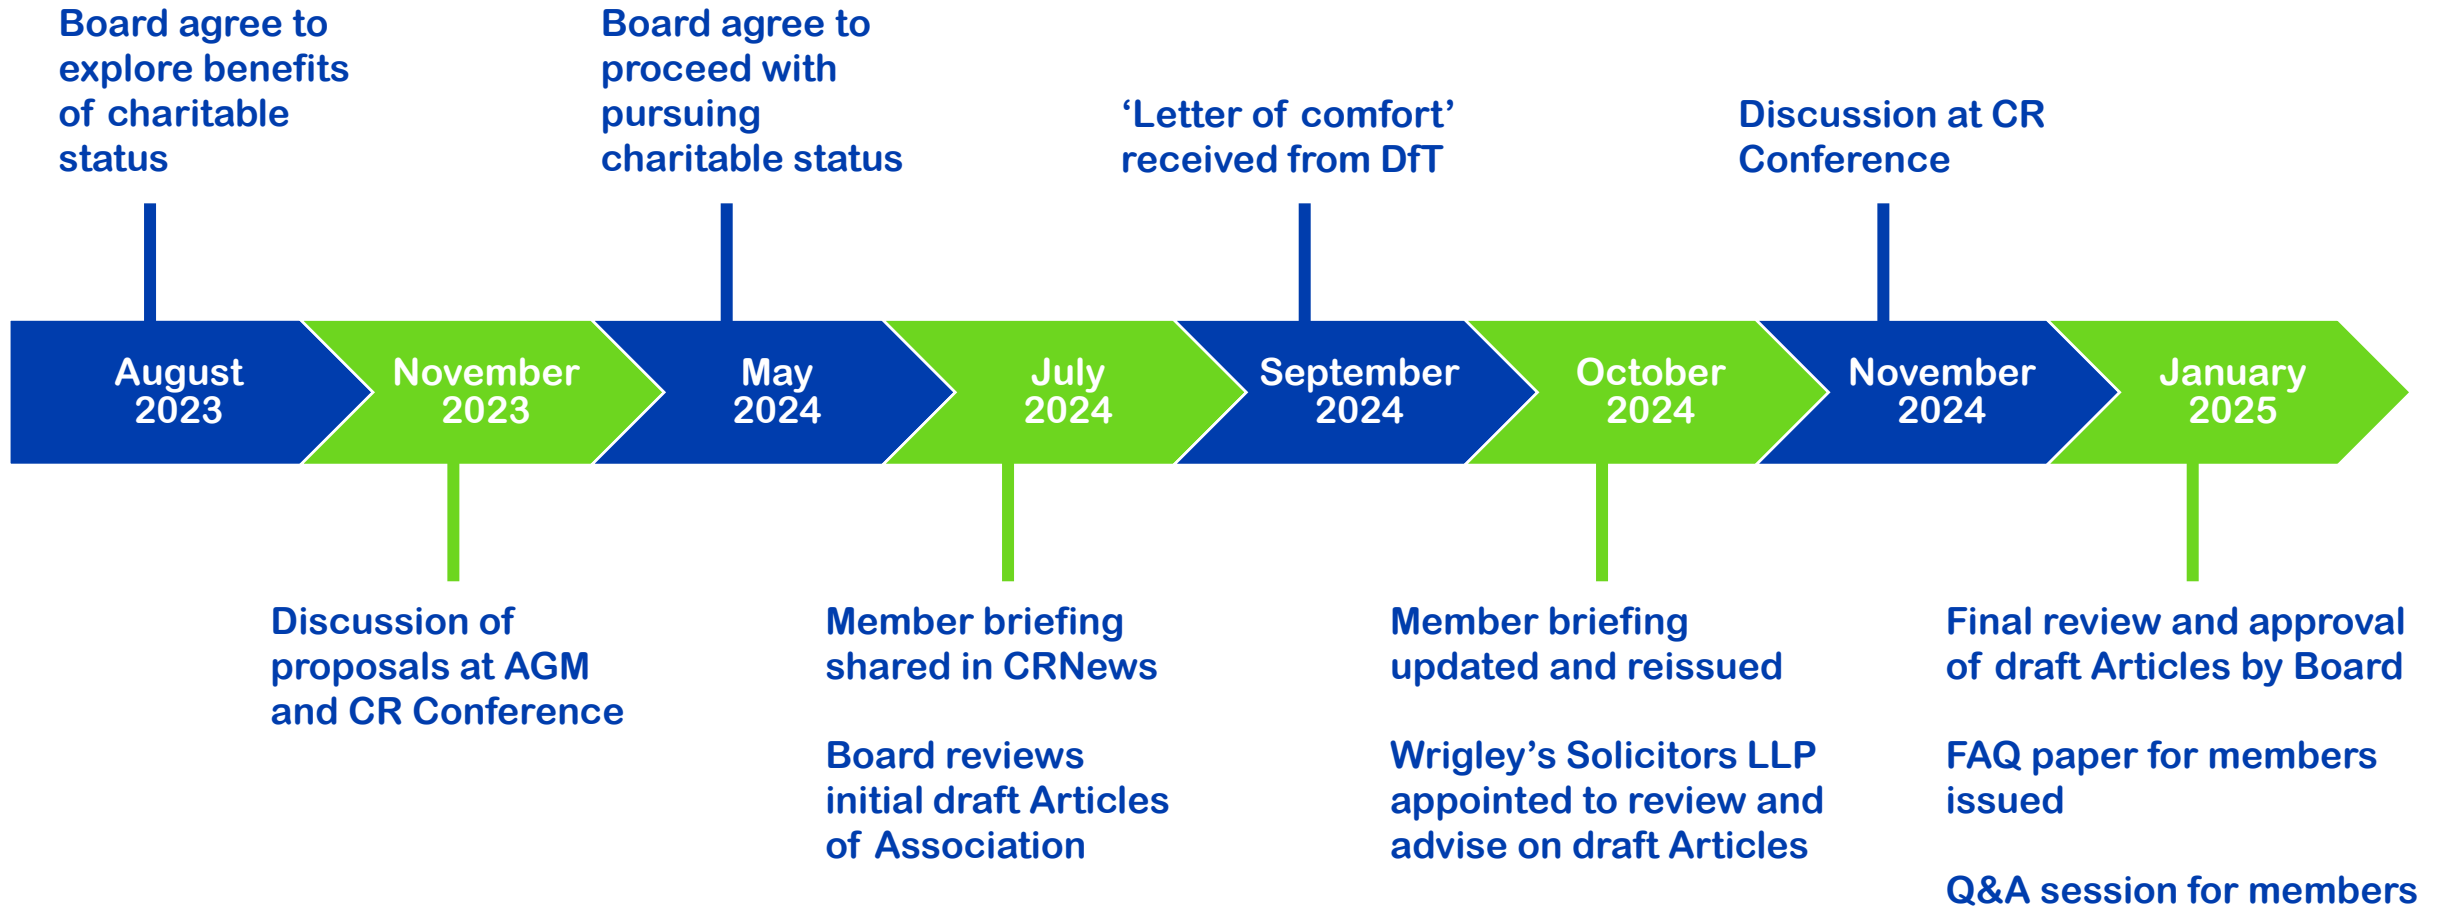 Board agree to
explore benefits
of charitable
status
Board agree to
proceed with
pursuing
charitable status
‘Letter of comfort’
received from DfT
Discussion at CR
Conference
August
2023
November
2023
May
2024
July
2024
September
2024
October
2024
November
2024
January
2025
Discussion of
proposals at AGM
and CR Conference
Member briefing
shared in CRNews
Board reviews
initial draft Articles
of Association
Member briefing
updated and reissued
Wrigley’s Solicitors LLP
appointed to review and
advise on draft Articles
Final review and approval
of draft Articles by Board
FAQ paper for members
issued
Q&A session for members